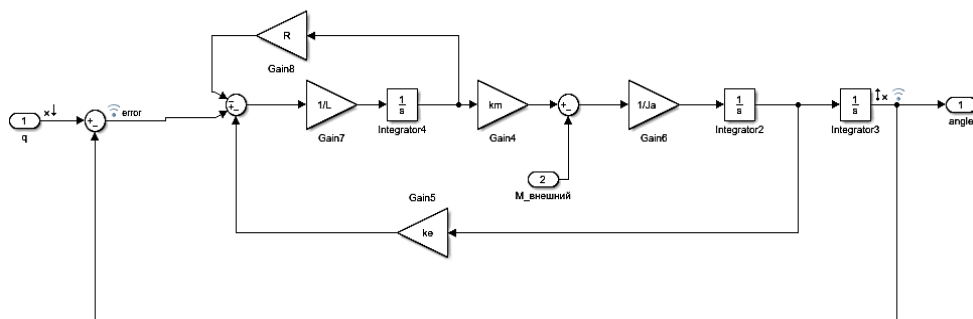 R
Gain8
1
q
x
error
1/L
Gain7
1
s
Integrator4
km
Gain4
1/Ja
Gain6
1
s
Integrator2
1
s
Integrator3
x
1
angle
2
М_внешний
Gain5
ke